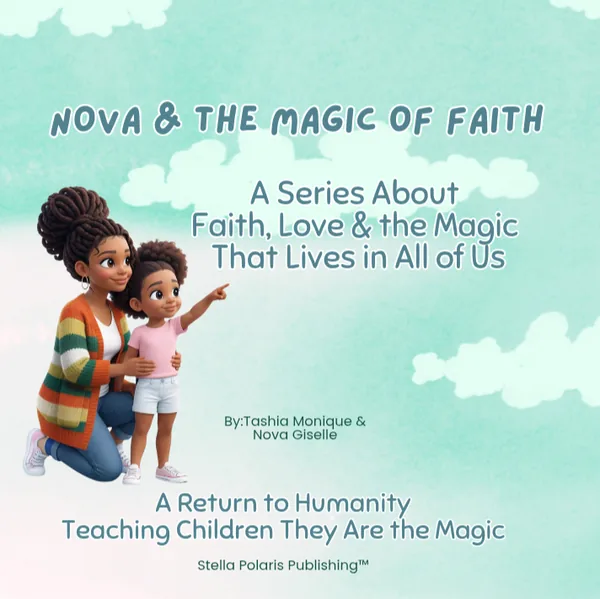 NOVA & THE MAGIC OF FAITH
A Series About
Faith, Love & the Magic
That Lives in All of Us
By:Tashia Monique &
Nova Giselle
A Return to Humanity
Teaching Children They Are the Magic
Stella Polaris Publishing™